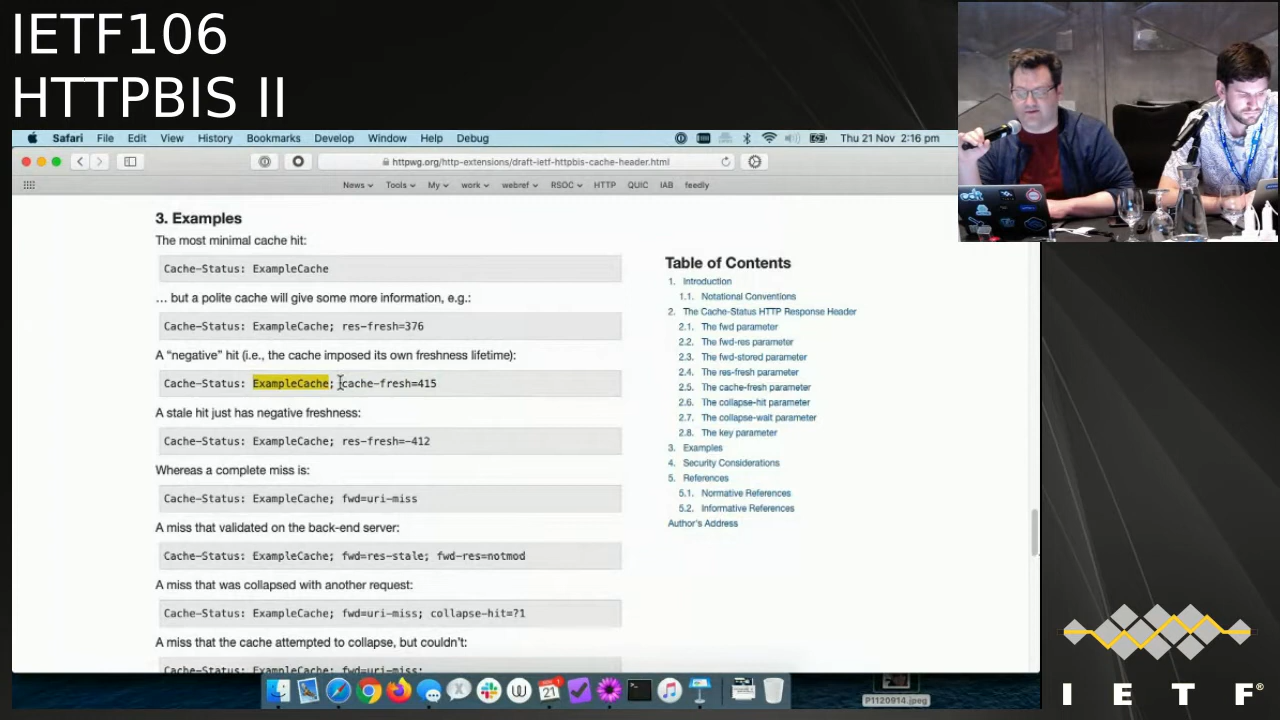 IETF106
HTTPBIS II
Safari File Edit View History Bookmarks Develop Window Help Debug Thu 21 Nov 2:16 pm
httpwg.org/http-extensions/draft-ietf-httpbis-cache-header.html
News Tools My work webref RSOC HTTP QUIC IAB feedly
3. Examples
The most minimal cache hit:
Cache-Status: ExampleCache
… but a polite cache will give some more information, e.g.:
Cache-Status: ExampleCache; res-fresh=376
A “negative” hit (i.e., the cache imposed its own freshness lifetime):
Cache-Status: ExampleCache; cache-fresh=415
A stale hit just has negative freshness:
Cache-Status: ExampleCache; res-fresh=-412
Whereas a complete miss is:
Cache-Status: ExampleCache; fwd=uri-miss
A miss that validated on the back-end server:
Cache-Status: ExampleCache; fwd=res-stale; fwd-res=notmod
A miss that was collapsed with another request:
Cache-Status: ExampleCache; fwd=uri-miss; collapse-hit=?1
A miss that the cache attempted to collapse, but couldn’t:
Cache-Status: ExampleCache; fwd=uri-miss;
Table of Contents
1. Introduction
1.1. Notational Conventions
2. The Cache-Status HTTP Response Header
2.1. The fwd parameter
2.2. The fwd-res parameter
2.3. The fwd-stored parameter
2.4. The res-fresh parameter
2.5. The cache-fresh parameter
2.6. The collapse-hit parameter
2.7. The collapse-wait parameter
2.8. The key parameter
3. Examples
4. Security Considerations
5. References
5.1. Normative References
5.2. Informative References
Author's Address
21
P1120914.jpeg
I E T F®